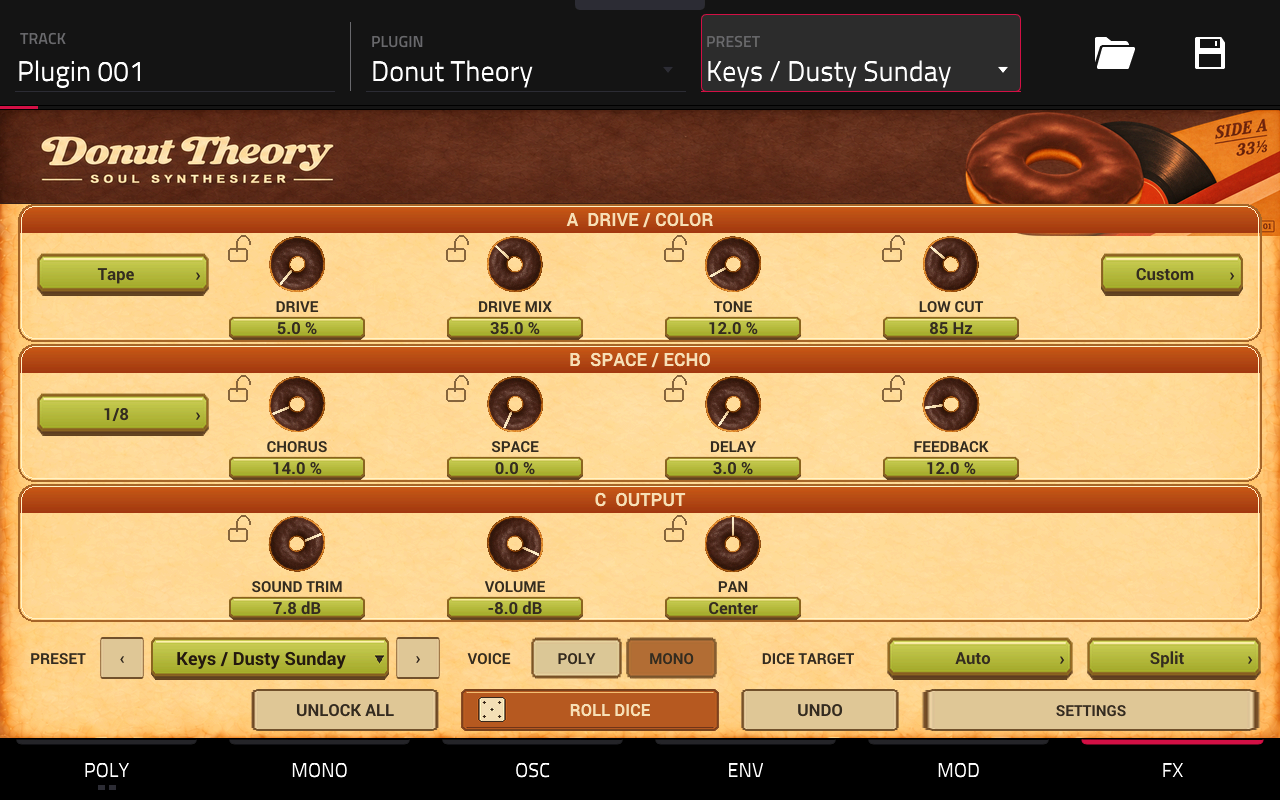 TRACK
Plugin 001
PLUGIN
Donut Theory
PRESET
Keys / Dusty Sunday
Donut Theory
SOUL SYNTHESIZER
SIDE A
33⅓
01
A DRIVE / COLOR
Tape ›
DRIVE
5.0 %
DRIVE MIX
35.0 %
TONE
12.0 %
LOW CUT
85 Hz
Custom ›
B SPACE / ECHO
1/8 ›
CHORUS
14.0 %
SPACE
0.0 %
DELAY
3.0 %
FEEDBACK
12.0 %
C OUTPUT
SOUND TRIM
7.8 dB
VOLUME
-8.0 dB
PAN
Center
PRESET ‹ Keys / Dusty Sunday ▾ › VOICE POLY MONO DICE TARGET Auto › Split ›
UNLOCK ALL ROLL DICE UNDO SETTINGS
POLY MONO OSC ENV MOD FX